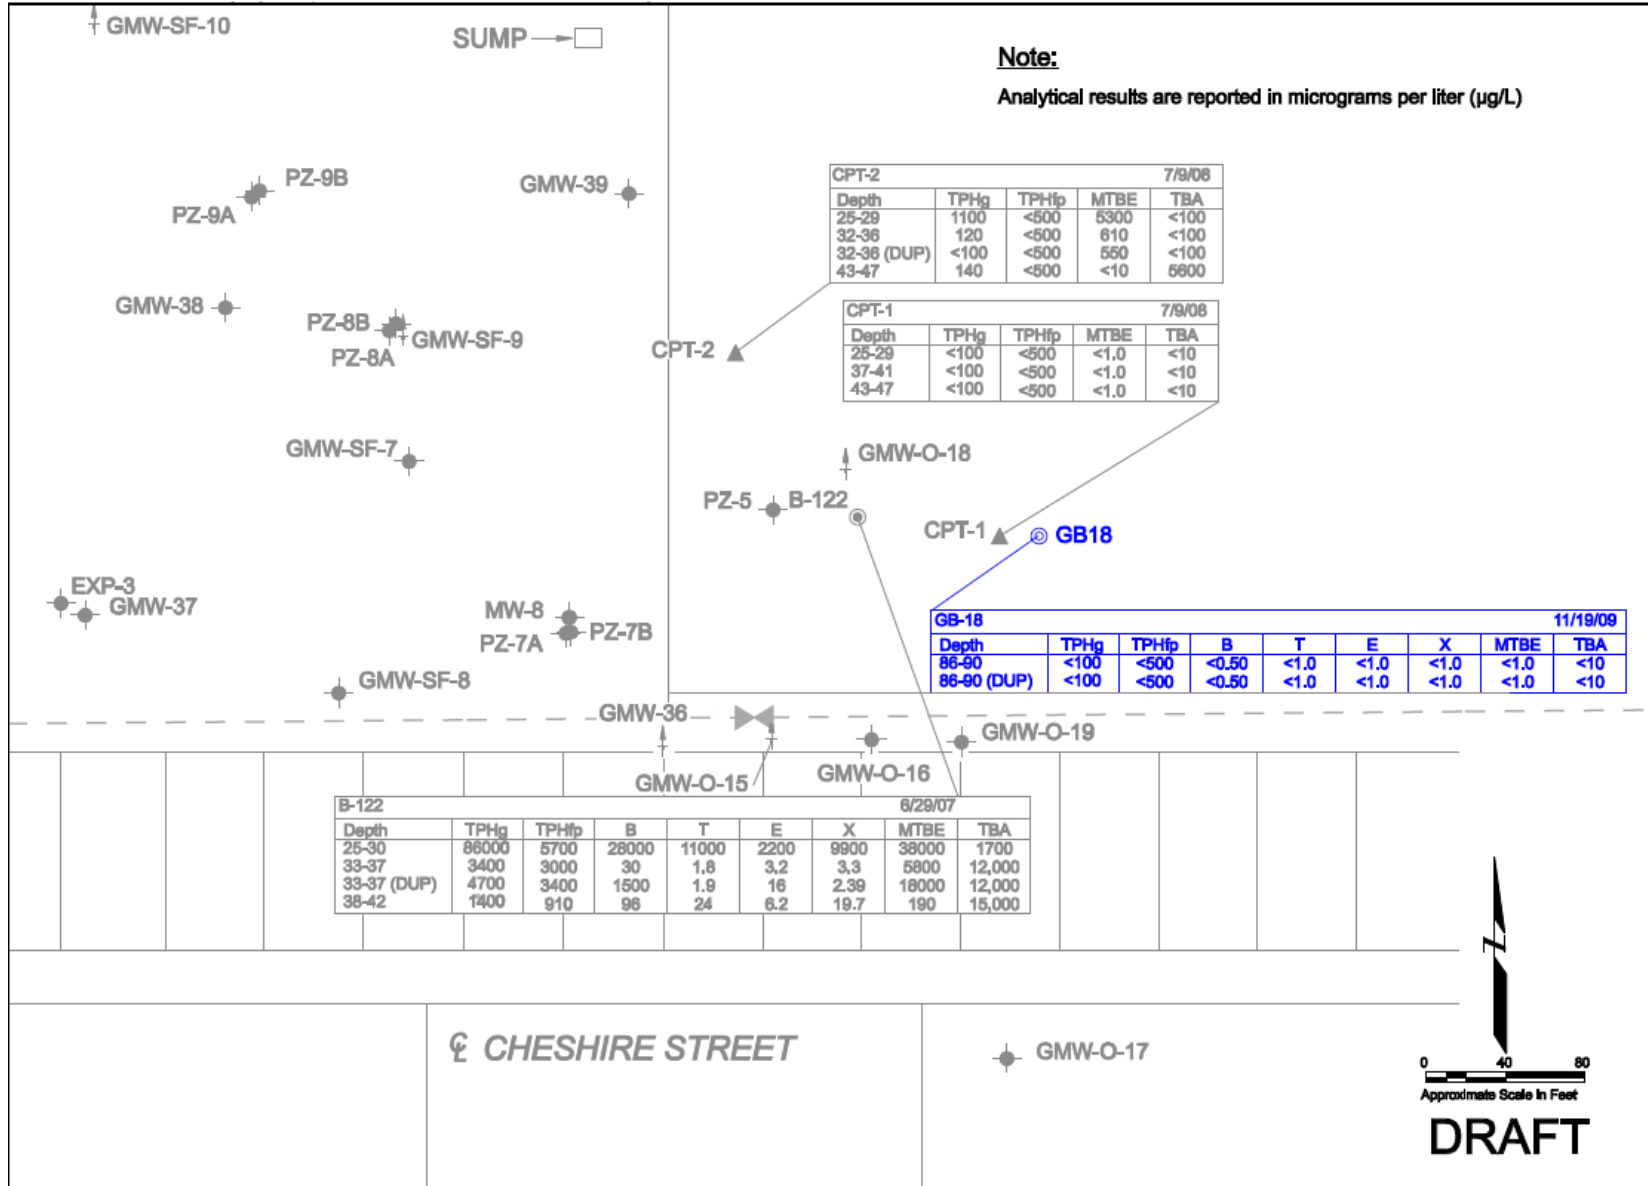 GMW-SF-10
SUMP
Note:
Analytical results are reported in micrograms per liter (µg/L)
PZ-9B
PZ-9A
GMW-39
CPT-2 7/9/08
Depth TPHg TPHfp MTBE TBA
25-29 1100 <500 5300 <100
32-36 120 <500 610 <100
32-36 (DUP) <100 <500 550 <100
43-47 140 <500 <10 5600
GMW-38
PZ-8B
GMW-SF-9
PZ-8A
CPT-2
CPT-1 7/9/08
Depth TPHg TPHfp MTBE TBA
25-29 <100 <500 <1.0 <10
37-41 <100 <500 <1.0 <10
43-47 <100 <500 <1.0 <10
GMW-SF-7
GMW-O-18
PZ-5
B-122
CPT-1
GB18
EXP-3
GMW-37
MW-8
PZ-7A
PZ-7B
GB-18 11/19/09
Depth TPHg TPHfp B T E X MTBE TBA
86-90 <100 <500 <0.50 <1.0 <1.0 <1.0 <1.0 <10
86-90 (DUP) <100 <500 <0.50 <1.0 <1.0 <1.0 <1.0 <10
GMW-SF-8
GMW-36
GMW-O-19
GMW-O-15
GMW-O-16
B-122 6/29/07
Depth TPHg TPHfp B T E X MTBE TBA
25-30 86000 5700 28000 11000 2200 9900 38000 1700
33-37 3400 3000 30 1.8 3.2 3.3 5800 12,000
33-37 (DUP) 4700 3400 1500 1.9 16 2.39 18000 12,000
38-42 1400 910 96 24 6.2 19.7 190 15,000
Z
℄ CHESHIRE STREET
GMW-O-17
0 40 80
Approximate Scale in Feet
DRAFT